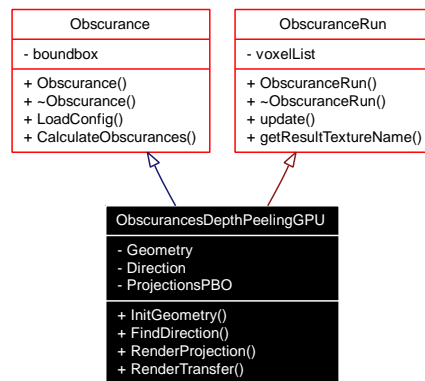 Obscurance
- boundbox
+ Obscurance()
+ ~Obscurance()
+ LoadConfig()
+ CalculateObscurances()
ObscuranceRun
- voxelList
+ ObscuranceRun()
+ ~ObscuranceRun()
+ update()
+ getResultTextureName()
ObscurancesDepthPeelingGPU
- Geometry
- Direction
- ProjectionsPBO
+ InitGeometry()
+ FindDirection()
+ RenderProjection()
+ RenderTransfer()